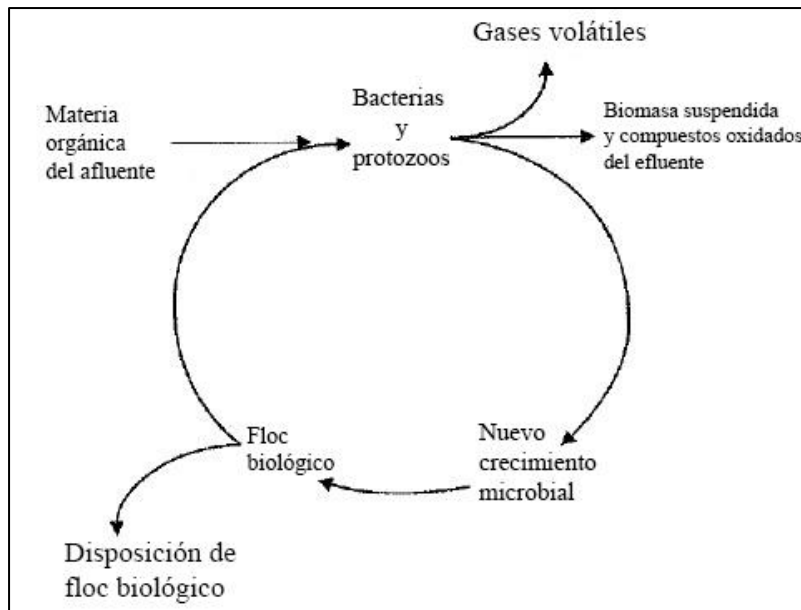 Gases volátiles
Materia
orgánica
del afluente
Bacterias
y
protozoos
Biomasa suspendida
y compuestos oxidados
del efluente
Floc
biológico
Nuevo
crecimiento
microbial
Disposición de
floc biológico